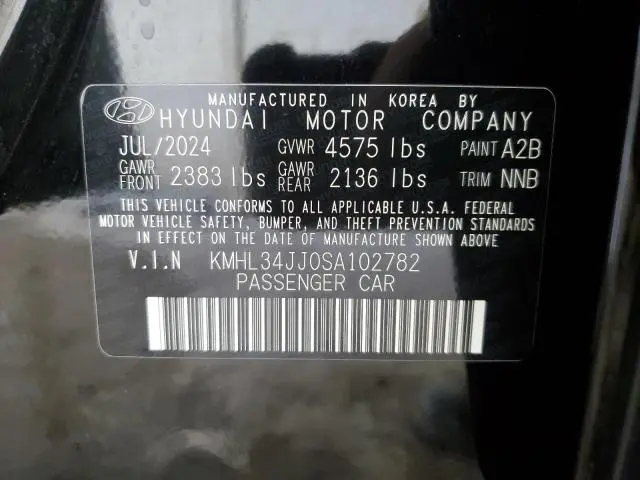 MANUFACTURED IN KOREA BY
HYUNDAI MOTOR COMPANY
JUL/2024 GVWR 4575 lbs PAINT A2B
GAWR FRONT 2383 lbs GAWR REAR 2136 lbs TRIM NNB
THIS VEHICLE CONFORMS TO ALL APPLICABLE U.S.A. FEDERAL
MOTOR VEHICLE SAFETY, BUMPER, AND THEFT PREVENTION STANDARDS
IN EFFECT ON THE DATE OF MANUFACTURE SHOWN ABOVE
V.I.N KMHL34JJ0SA102782
PASSENGER CAR